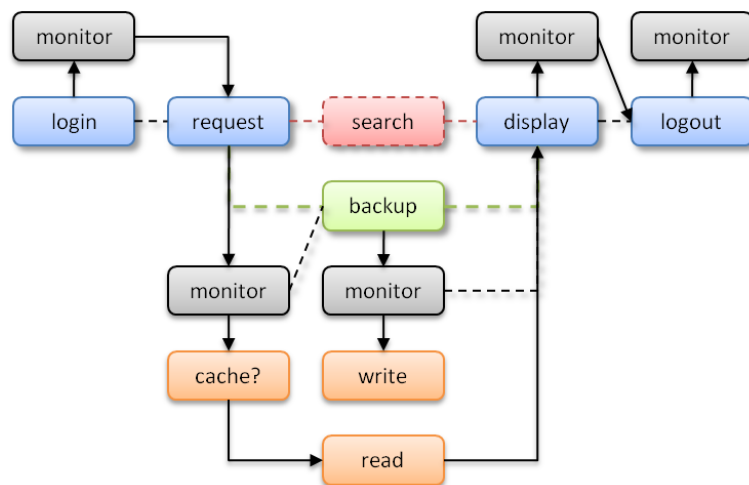 monitor
monitor
monitor
login
request
search
display
logout
backup
monitor
monitor
cache?
write
read